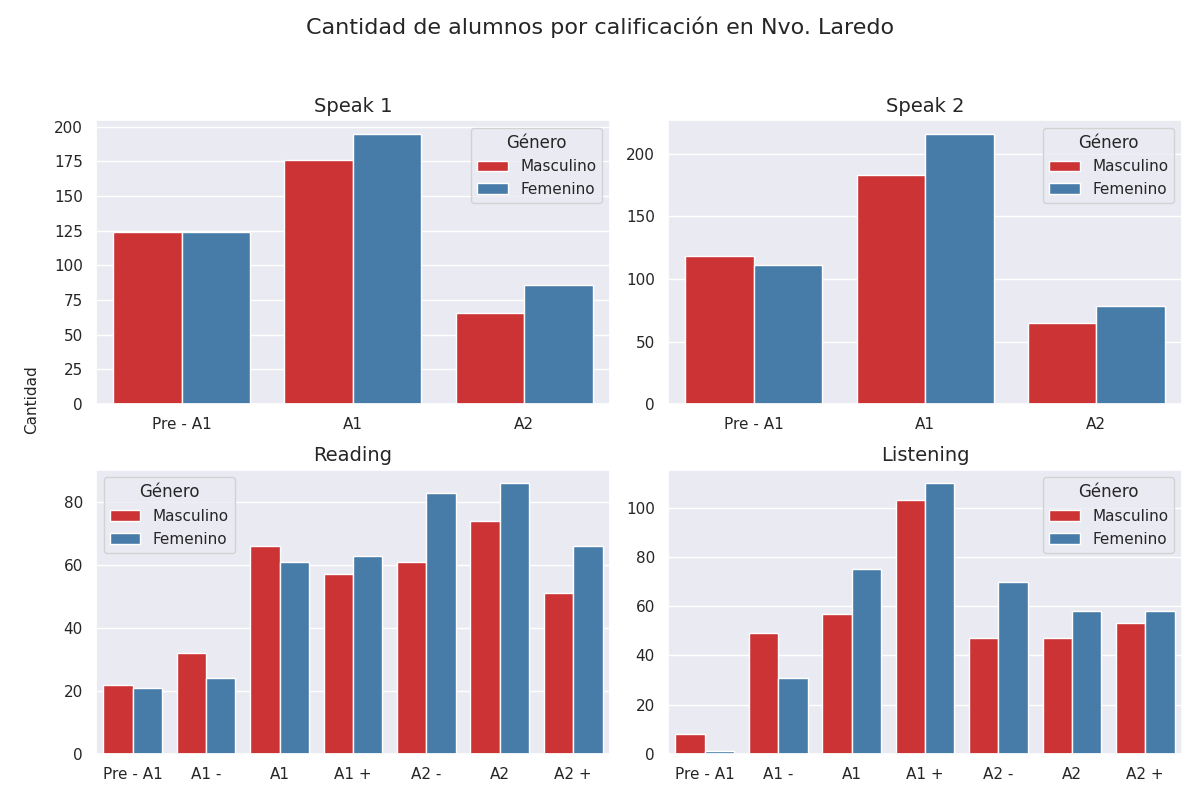 Cantidad de alumnos por calificación en Nvo. Laredo
Speak 1
200
175
150
125
100
75
50
25
0
Género
Masculino
Femenino
Pre - A1 A1 A2
Speak 2
200
150
100
50
0
Género
Masculino
Femenino
Pre - A1 A1 A2
Cantidad
Reading
80
60
40
20
0
Género
Masculino
Femenino
Pre - A1 A1 - A1 A1 + A2 - A2 A2 +
Listening
100
80
60
40
20
0
Género
Masculino
Femenino
Pre - A1 A1 - A1 A1 + A2 - A2 A2 +